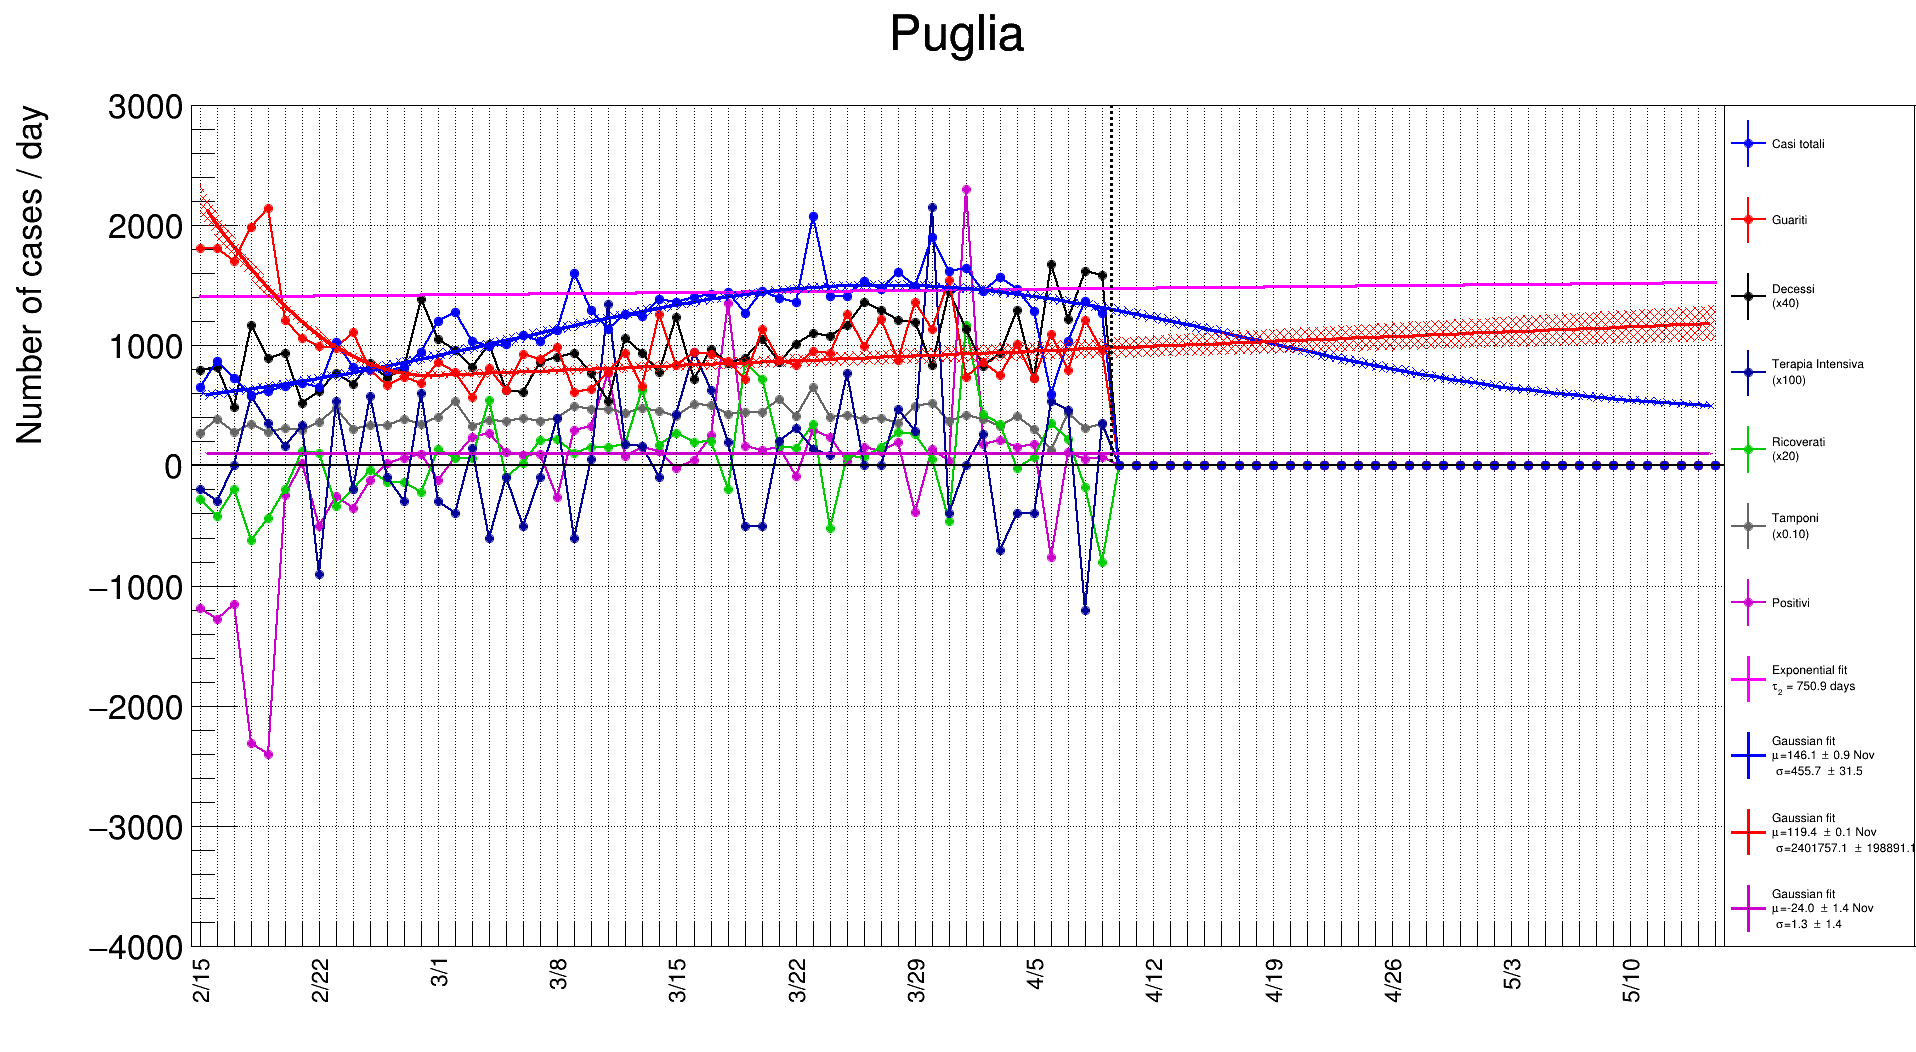 Puglia
Number of cases / day
3000
2000
1000
0
−1000
−2000
−3000
−4000
2/15
2/22
3/1
3/8
3/15
3/22
3/29
4/5
4/12
4/19
4/26
5/3
5/10
Casi totali
Guariti
Decessi
(x40)
Terapia Intensiva
(x100)
Ricoverati
(x20)
Tamponi
(x0.10)
Positivi
Exponential fit
τ2 = 750.9 days
Gaussian fit
μ=146.1 ± 0.9 Nov
σ=455.7 ± 31.5
Gaussian fit
μ=119.4 ± 0.1 Nov
σ=2401757.1 ± 198891.1
Gaussian fit
μ=-24.0 ± 1.4 Nov
σ=1.3 ± 1.4